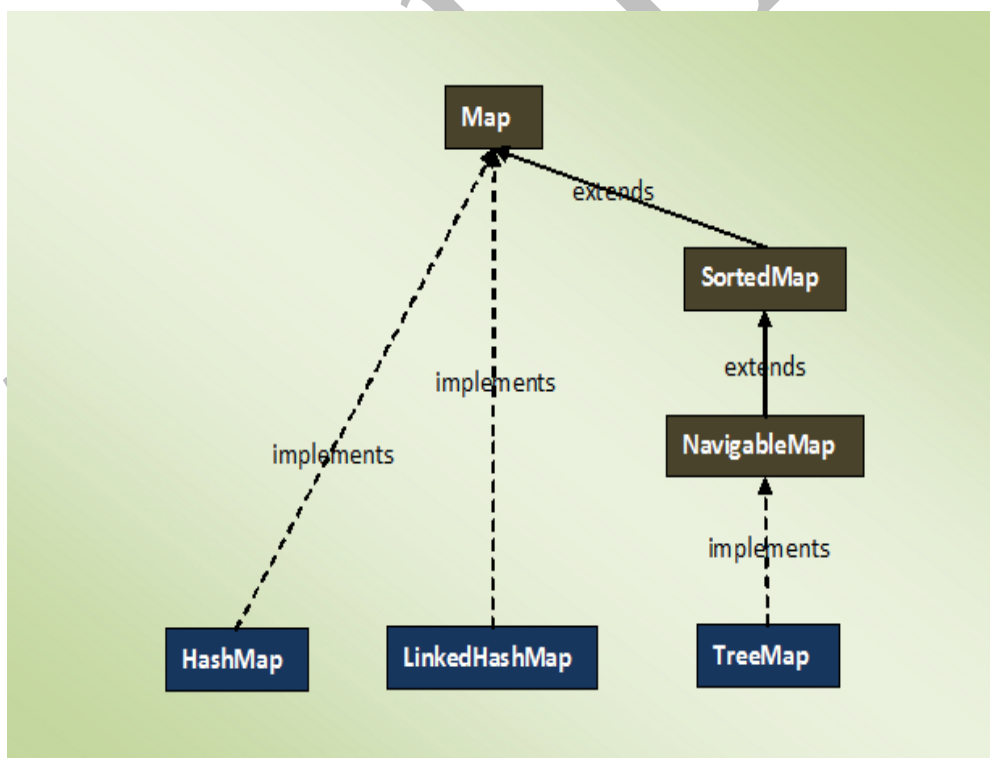 Map
extends
SortedMap
extends
implements
NavigableMap
implements
implements
HashMap
LinkedHashMap
TreeMap